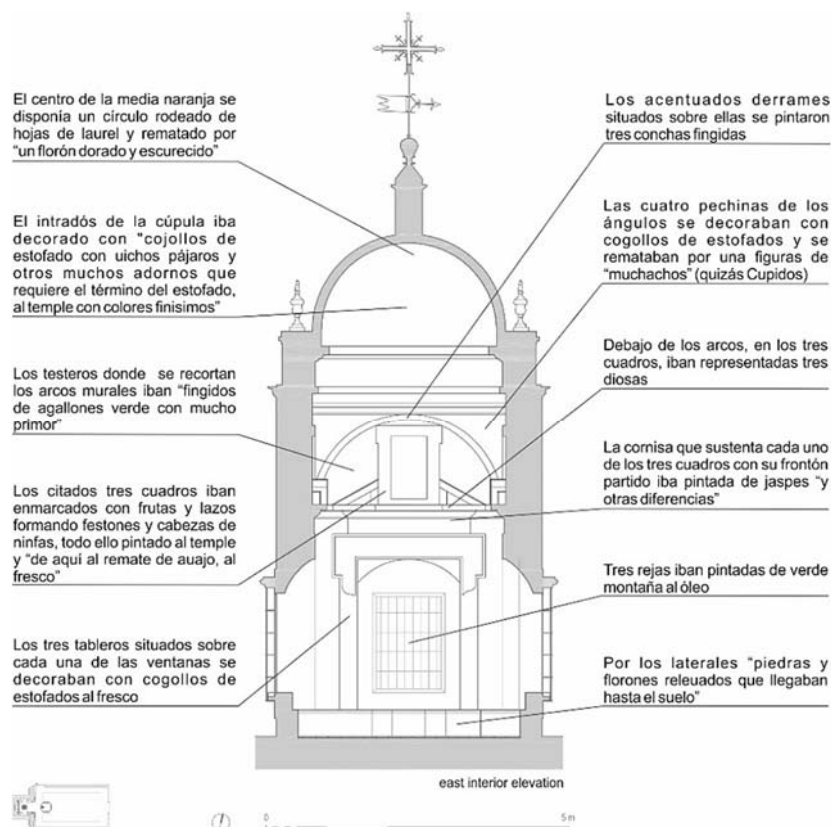 El centro de la media naranja se
disponía un círculo rodeado de
hojas de laurel y rematado por
“un florón dorado y escurecido”
El intradós de la cúpula iba
decorado con "cojollos de
estofado con uichos pájaros y
otros muchos adornos que
requiere el término del estofado,
al temple con colores finisimos”
Los testeros donde se recortan
los arcos murales iban “fingidos
de agallones verde con mucho
primor”
Los citados tres cuadros iban
enmarcados con frutas y lazos
formando festones y cabezas de
ninfas, todo ello pintado al temple
y “de aquí al remate de auajo, al
fresco”
Los tres tableros situados sobre
cada una de las ventanas se
decoraban con cogollos de
estofados al fresco
Los acentuados derrames
situados sobre ellas se pintaron
tres conchas fingidas
Las cuatro pechinas de los
ángulos se decoraban con
cogollos de estofados y se
remataban por una figuras de
“muchachos” (quizás Cupidos)
Debajo de los arcos, en los tres
cuadros, iban representadas tres
diosas
La cornisa que sustenta cada uno
de los tres cuadros con su frontón
partido iba pintada de jaspes “y
otras diferencias”
Tres rejas iban pintadas de verde
montaña al óleo
Por los laterales “piedras y
florones releuados que llegaban
hasta el suelo”
east interior elevation
0 5 m